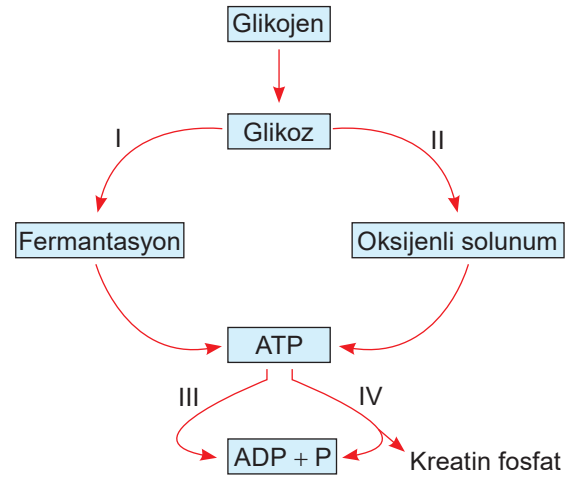 Glikojen
I
Glikoz
II
Fermantasyon
Oksijenli solunum
ATP
III
IV
ADP + P
Kreatin fosfat